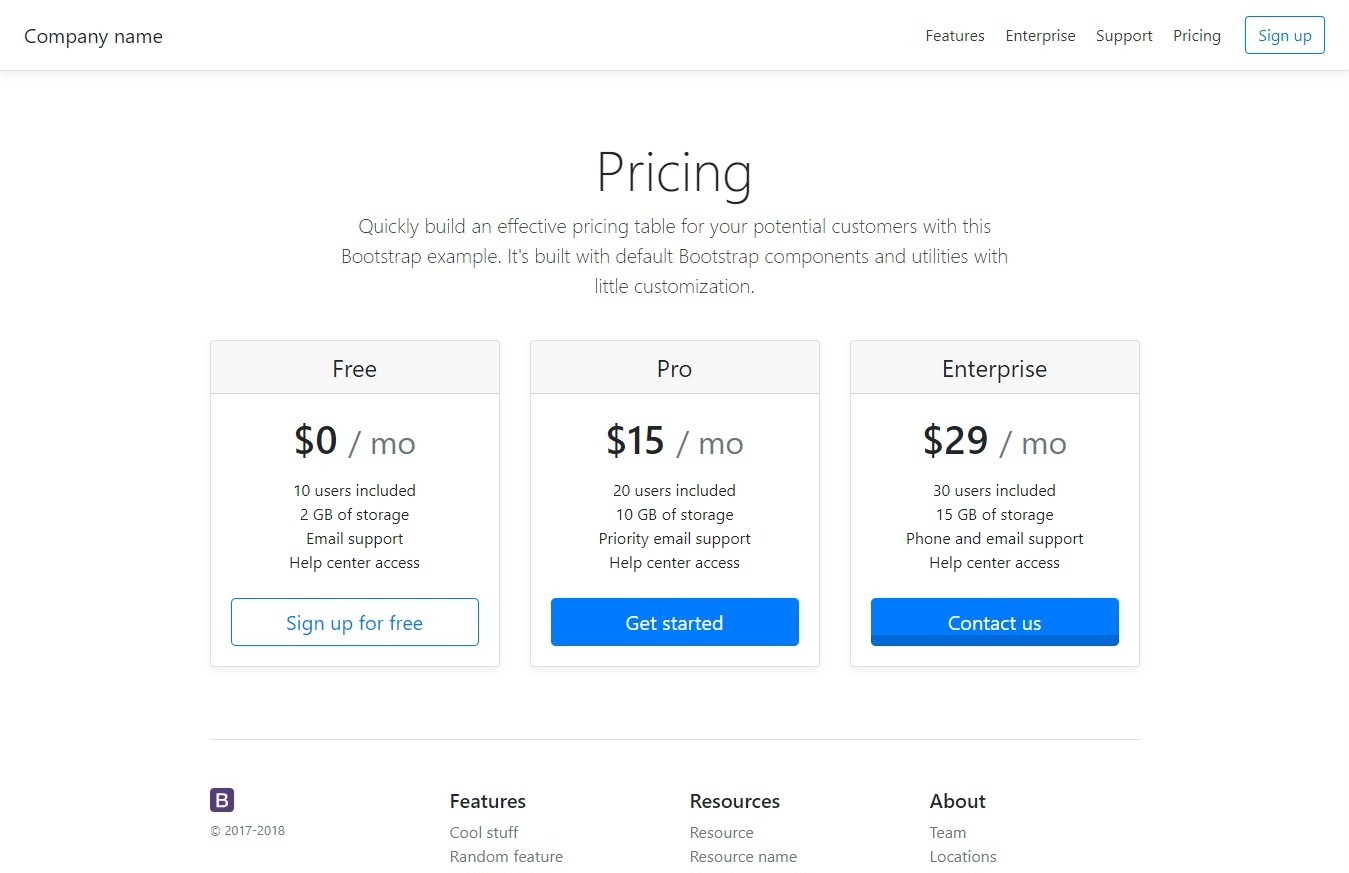 Company name
Features Enterprise Support Pricing Sign up
Pricing
Quickly build an effective pricing table for your potential customers with this
Bootstrap example. It's built with default Bootstrap components and utilities with
little customization.
Free
$0 / mo
10 users included
2 GB of storage
Email support
Help center access
Sign up for free
Pro
$15 / mo
20 users included
10 GB of storage
Priority email support
Help center access
Get started
Enterprise
$29 / mo
30 users included
15 GB of storage
Phone and email support
Help center access
Contact us
B
© 2017-2018
Features
Cool stuff
Random feature
Resources
Resource
Resource name
About
Team
Locations